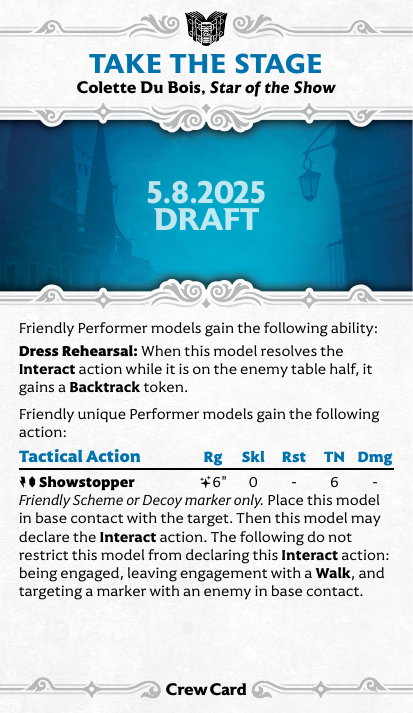 TAKE THE STAGE
Colette Du Bois, Star of the Show
5.8.2025
DRAFT
Friendly Performer models gain the following ability:
Dress Rehearsal: When this model resolves the
Interact action while it is on the enemy table half, it
gains a Backtrack token.
Friendly unique Performer models gain the following
action:
Tactical Action Rg Skl Rst TN Dmg
Showstopper 6" 0 - 6 -
Friendly Scheme or Decoy marker only. Place this model
in base contact with the target. Then this model may
declare the Interact action. The following do not
restrict this model from declaring this Interact action:
being engaged, leaving engagement with a Walk, and
targeting a marker with an enemy in base contact.
Crew Card